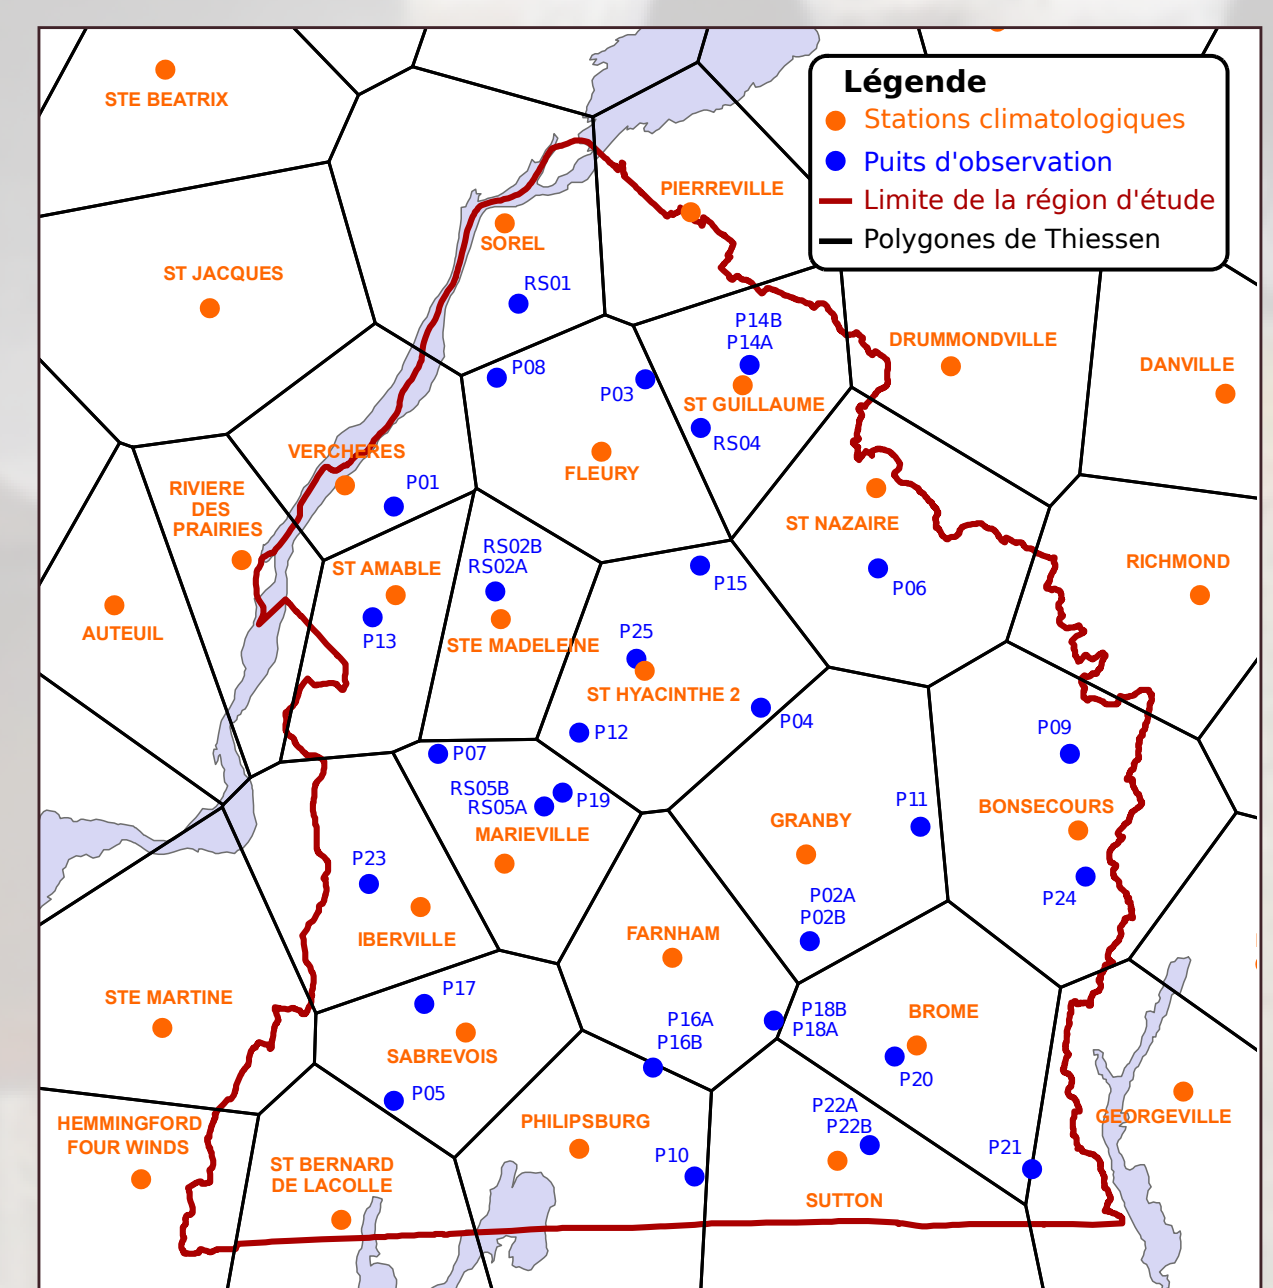 Légende
Stations climatologiques
Puits d'observation
Limite de la région d'étude
Polygones de Thiessen
STE BEATRIX
PIERREVILLE
SOREL
ST JACQUES
RS01
P14B
P14A
DRUMMONDVILLE
DANVILLE
P08
P03
ST GUILLAUME
RS04
VERCHERES
FLEURY
P01
RIVIERE
DES
PRAIRIES
ST NAZAIRE
RS02B
RS02A
ST AMABLE
P15
P06
RICHMOND
AUTEUIL
P13
STE MADELEINE
P25
ST HYACINTHE 2
P04
P12
P09
P07
RS05B
RS05A
P19
MARIEVILLE
P11
GRANBY
BONSECOURS
P23
P24
P02A
P02B
IBERVILLE
FARNHAM
STE MARTINE
P17
P16A
P16B
P18B
P18A
BROME
SABREVOIS
P20
P05
HEMMINGFORD
FOUR WINDS
PHILIPSBURG
P22A
P22B
GEORGEVILLE
P10
P21
ST BERNARD
DE LACOLLE
SUTTON